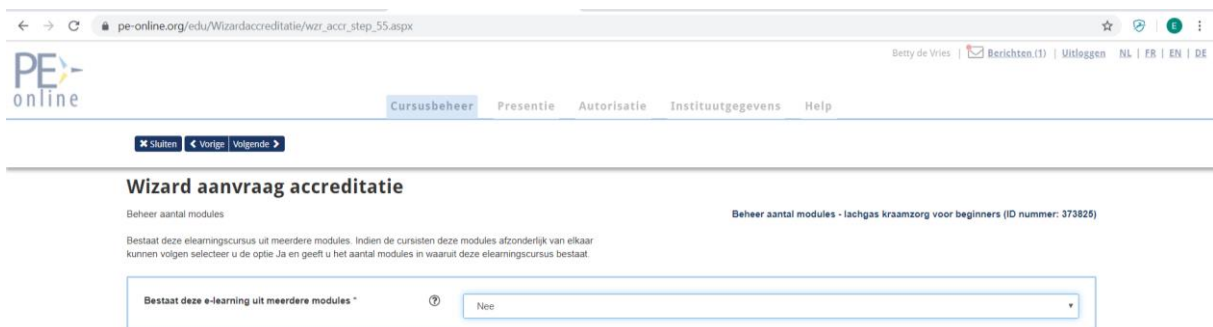 pe-online.org/edu/Wizardaccreditatie/wzr_accr_step_55.aspx
E
Betty de Vries | Berichten (1) | Uitloggen NL | FR | EN | DE
PE
online
Cursusbeheer Presentie Autorisatie Instituutgegevens Help
Sluiten Vorige Volgende
Wizard aanvraag accreditatie
Beheer aantal modules
Beheer aantal modules - lachgas kraamzorg voor beginners (ID nummer: 373825)
Bestaat deze elearningscursus uit meerdere modules. Indien de cursisten deze modules afzonderlijk van elkaar
kunnen volgen selecteer u de optie Ja en geeft u het aantal modules in waaruit deze elearningscursus bestaat.
Bestaat deze e-learning uit meerdere modules * ? Nee